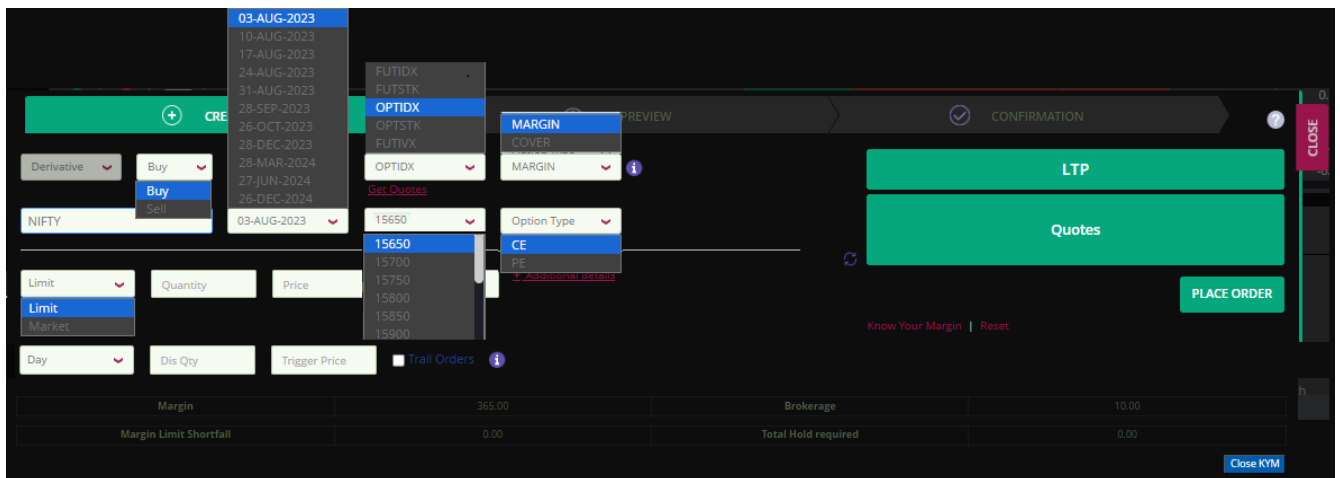 03-AUG-2023
10-AUG-2023
17-AUG-2023
24-AUG-2023
31-AUG-2023
28-SEP-2023
26-OCT-2023
28-DEC-2023
28-MAR-2024
27-JUN-2024
26-DEC-2024
FUTIDX
FUTSTK
OPTIDX
OPTSTK
FUTIVX
CRE
PREVIEW
CONFIRMATION
?
CLOSE
MARGIN
COVER
Derivative
Buy
OPTIDX
MARGIN
i
LTP
Buy
Sell
Get Quotes
NIFTY
03-AUG-2023
15650
Option Type
Quotes
15650
15700
15750
15800
15850
15900
CE
PE
+ Additional details
Limit
Quantity
Price
PLACE ORDER
Limit
Market
Know Your Margin | Reset
Day
Dis Qty
Trigger Price
Trail Orders
i
Margin 365.00 Brokerage 10.00
Margin Limit Shortfall 0.00 Total Hold required 0.00
Close KYM